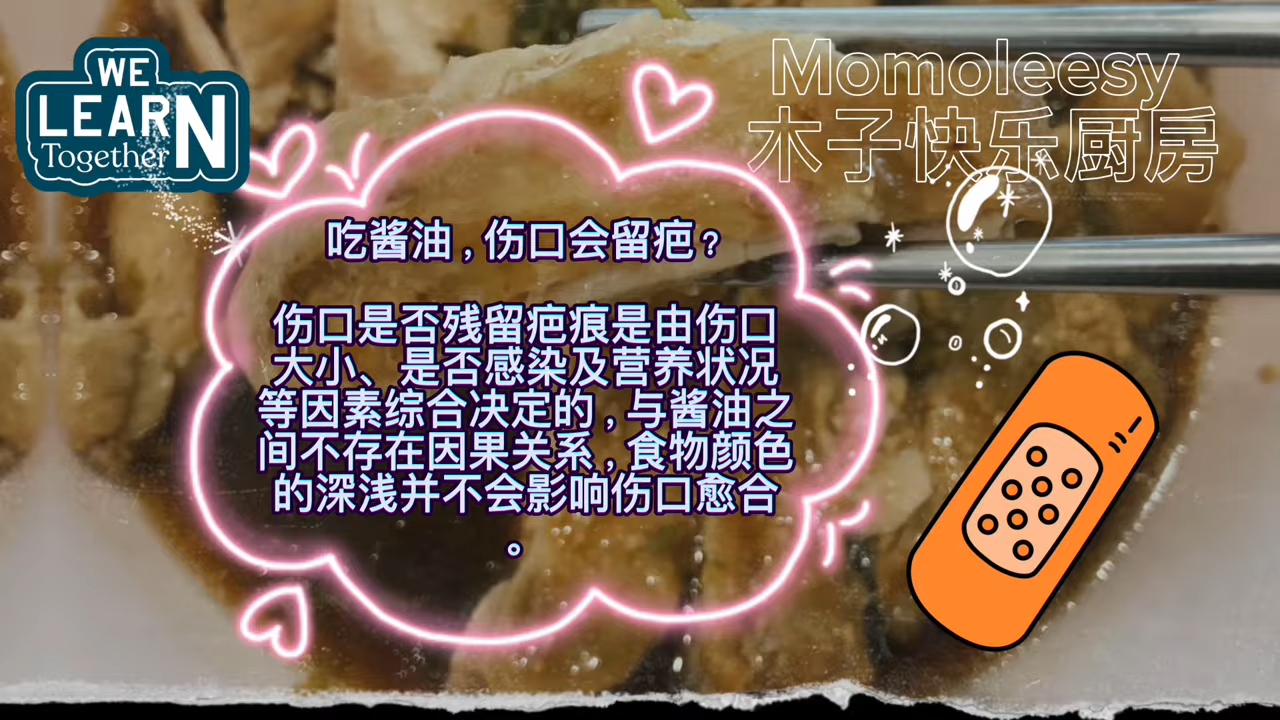 WE
LEARN
Together
Momoleesy
木子快乐厨房
吃酱油，伤口会留疤？
伤口是否残留疤痕是由伤口
大小、是否感染及营养状况
等因素综合决定的，与酱油之
间不存在因果关系，食物颜色
的深浅并不会影响伤口愈合
。